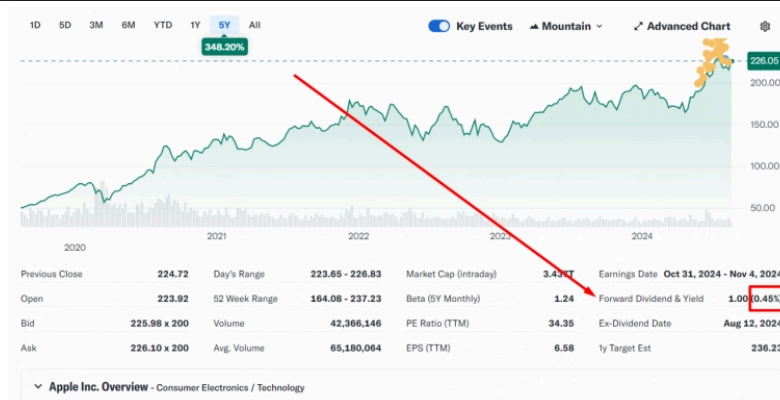 1D 5D 3M 6M YTD 1Y 5Y All Key Events Mountain Advanced Chart
348.20%
226.05
200.00
150.00
100.00
50.00
2020 2021 2022 2023 2024
Previous Close 224.72 Day's Range 223.65 - 226.83 Market Cap (intraday) 3.437T Earnings Date Oct 31, 2024 - Nov 4, 2024
Open 223.92 52 Week Range 164.08 - 237.23 Beta (5Y Monthly) 1.24 Forward Dividend & Yield 1.00 (0.45%)
Bid 225.98 x 200 Volume 42,366,146 PE Ratio (TTM) 34.35 Ex-Dividend Date Aug 12, 2024
Ask 226.10 x 200 Avg. Volume 65,180,064 EPS (TTM) 6.58 1y Target Est 236.23
Apple Inc. Overview - Consumer Electronics / Technology